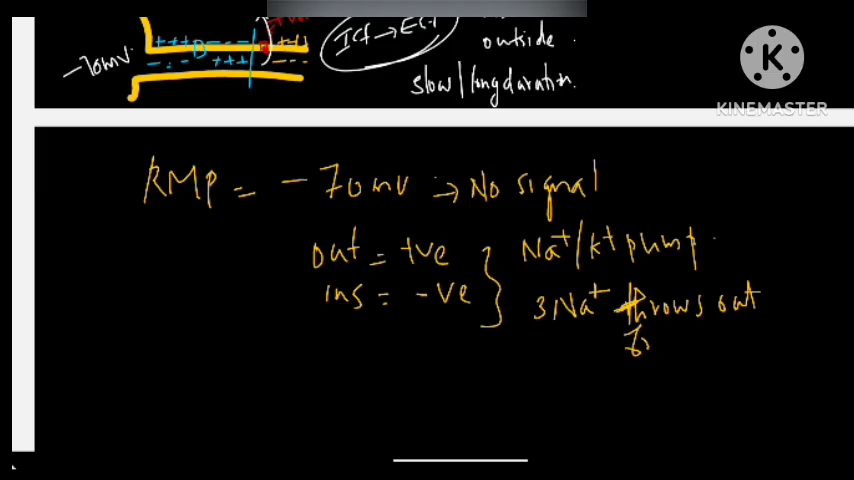 -70mv
ICF → ECF
outside.
slow/long duration.
KINEMASTER
RMP = -70mv → No signal
out = +ve
ins = -ve
Na+/k+ pump.
3Na+ throws out